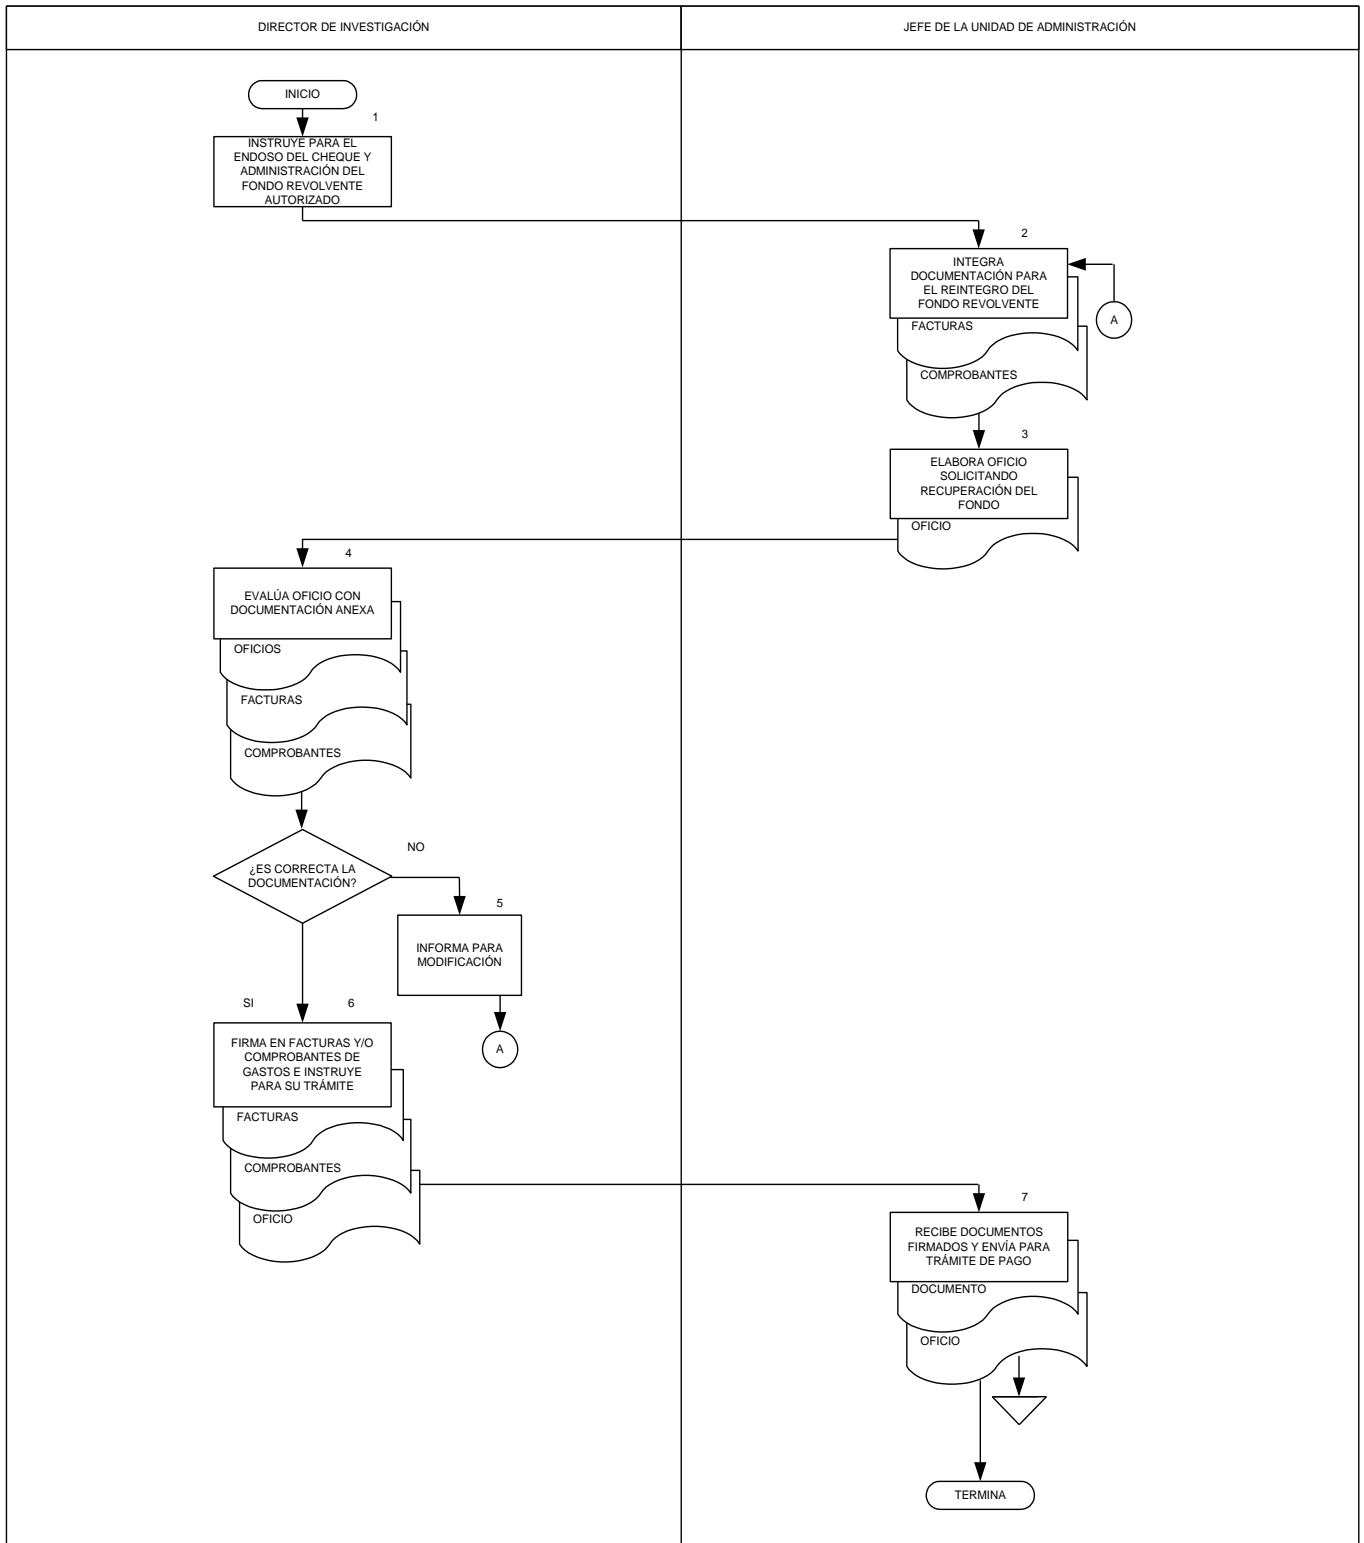 DIRECTOR DE INVESTIGACIÓN
JEFE DE LA UNIDAD DE ADMINISTRACIÓN
INICIO
1
INSTRUYE PARA EL
ENDOSO DEL CHEQUE Y
ADMINISTRACIÓN DEL
FONDO REVOLVENTE
AUTORIZADO
2
INTEGRA
DOCUMENTACIÓN PARA
EL REINTEGRO DEL
FONDO REVOLVENTE
A
FACTURAS
COMPROBANTES
3
ELABORA OFICIO
SOLICITANDO
RECUPERACIÓN DEL
FONDO
OFICIO
4
EVALÚA OFICIO CON
DOCUMENTACIÓN ANEXA
OFICIOS
FACTURAS
COMPROBANTES
¿ES CORRECTA LA
DOCUMENTACIÓN?
NO
5
INFORMA PARA
MODIFICACIÓN
A
SI
6
FIRMA EN FACTURAS Y/O
COMPROBANTES DE
GASTOS E INSTRUYE
PARA SU TRÁMITE
FACTURAS
COMPROBANTES
OFICIO
7
RECIBE DOCUMENTOS
FIRMADOS Y ENVÍA PARA
TRÁMITE DE PAGO
DOCUMENTO
OFICIO
TERMINA